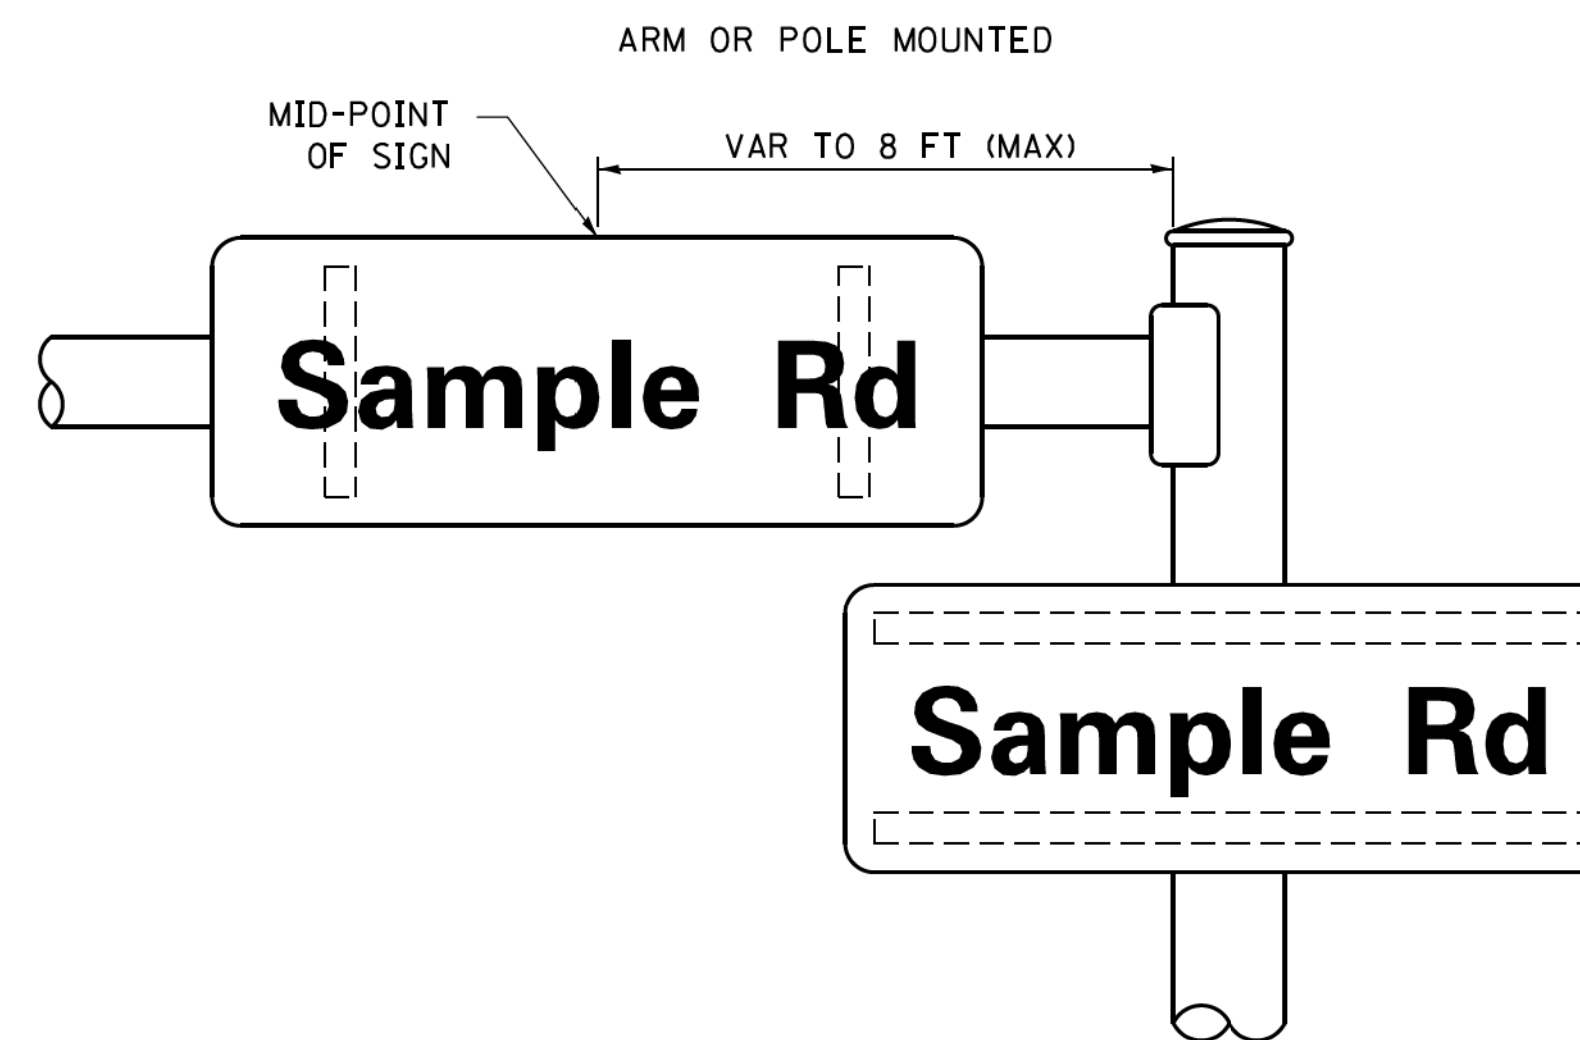 ARM OR POLE MOUNTED
MID-POINT
OF SIGN
VAR TO 8 FT (MAX)
Sample Rd
Sample Rd